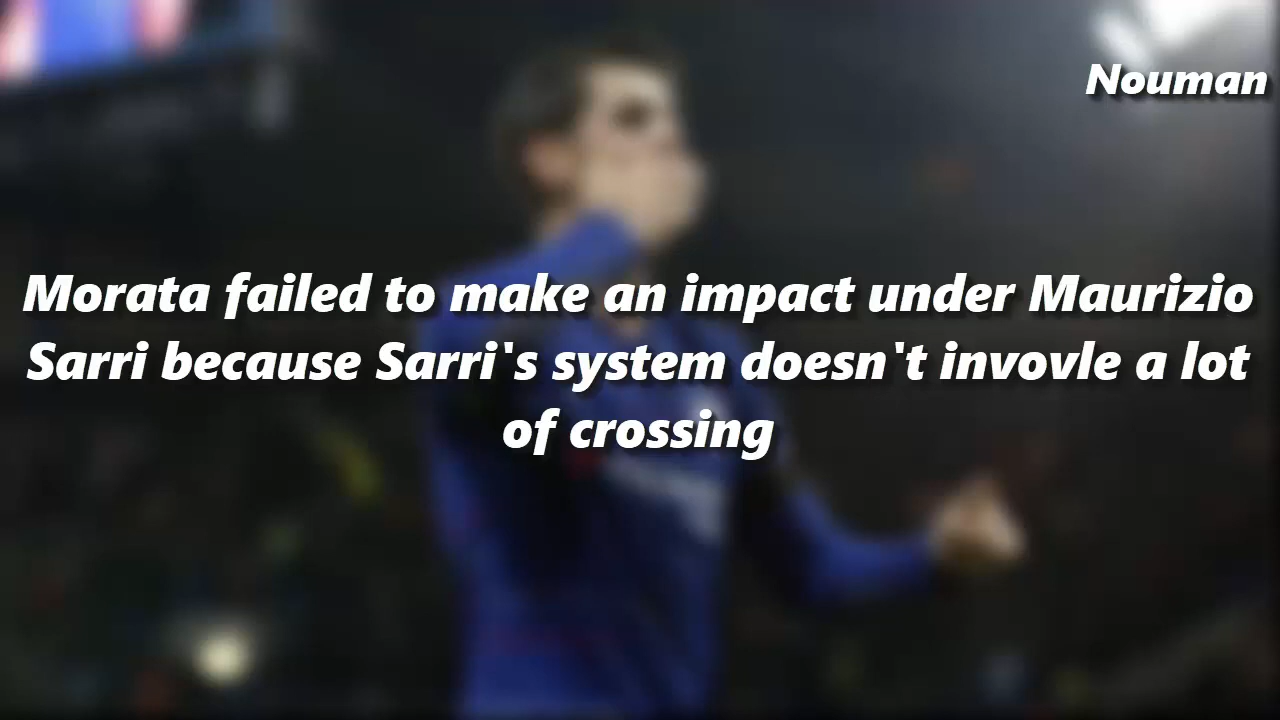 Nouman
Morata failed to make an impact under Maurizio
Sarri because Sarri's system doesn't invovle a lot
of crossing